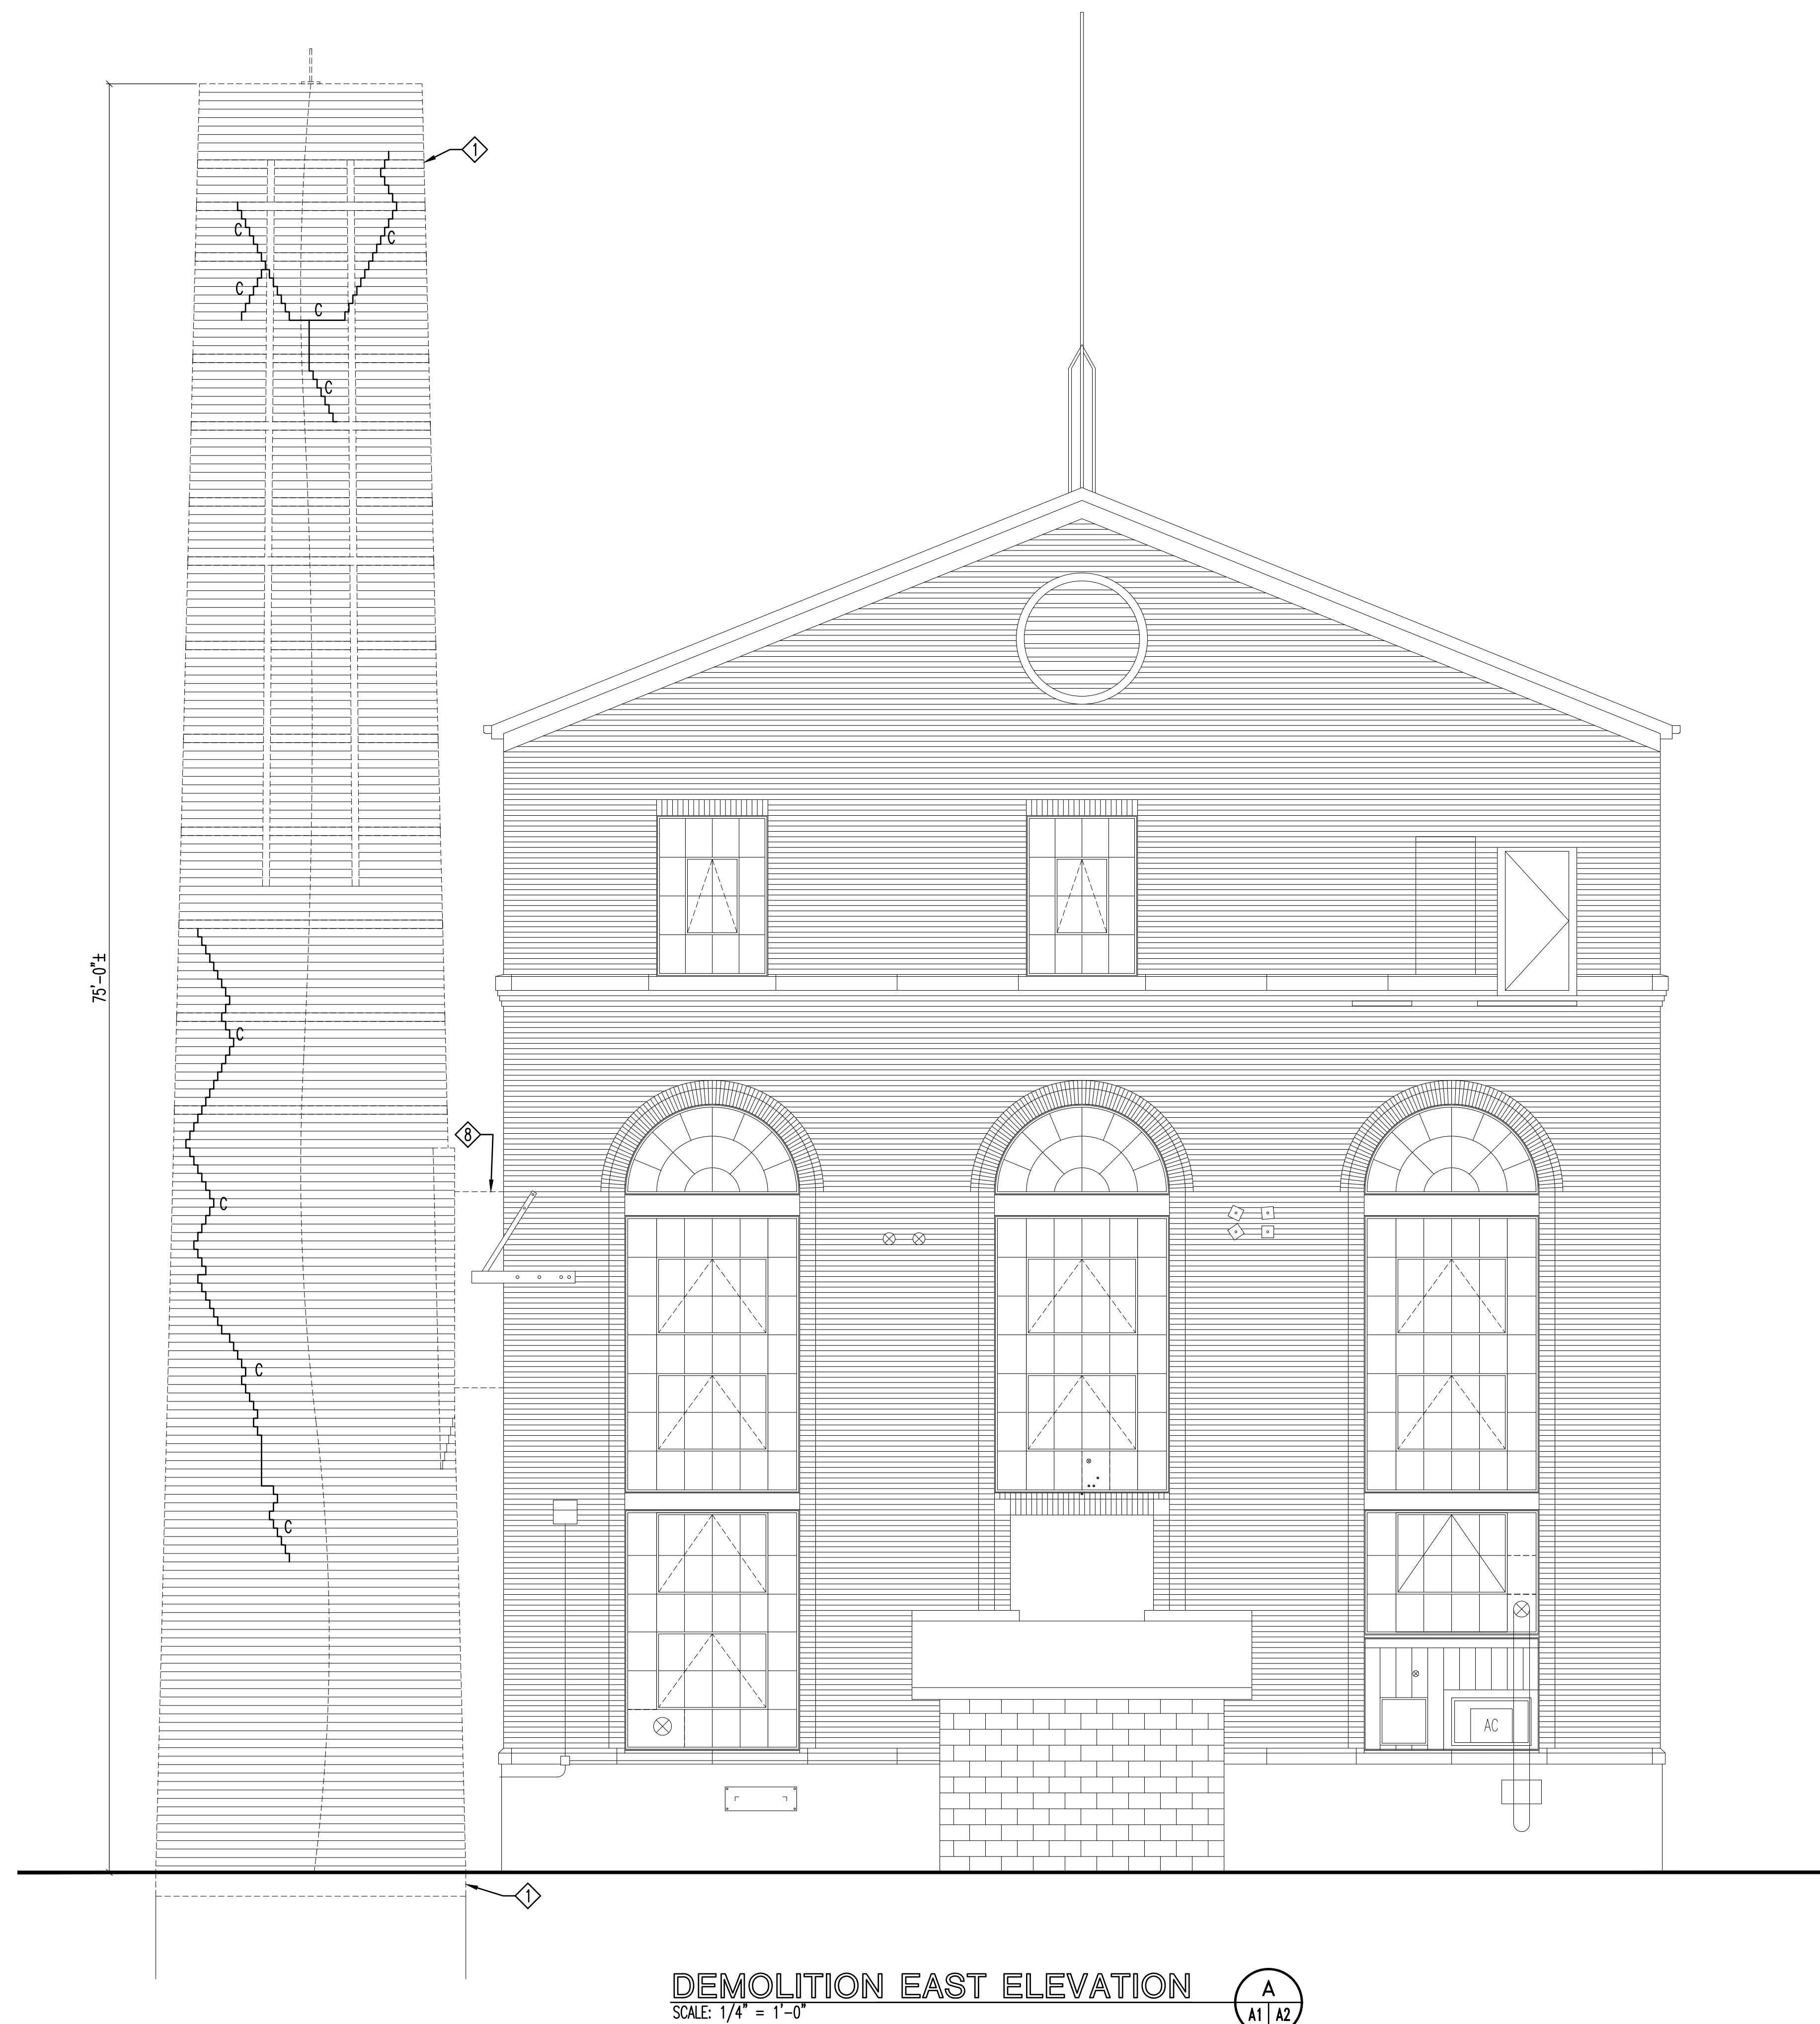 1
C
C
C
C
C
75'-0"±
C
8
C
C
C
AC
1
DEMOLITION EAST ELEVATION
SCALE: 1/4" = 1'-0"
A
A1 A2